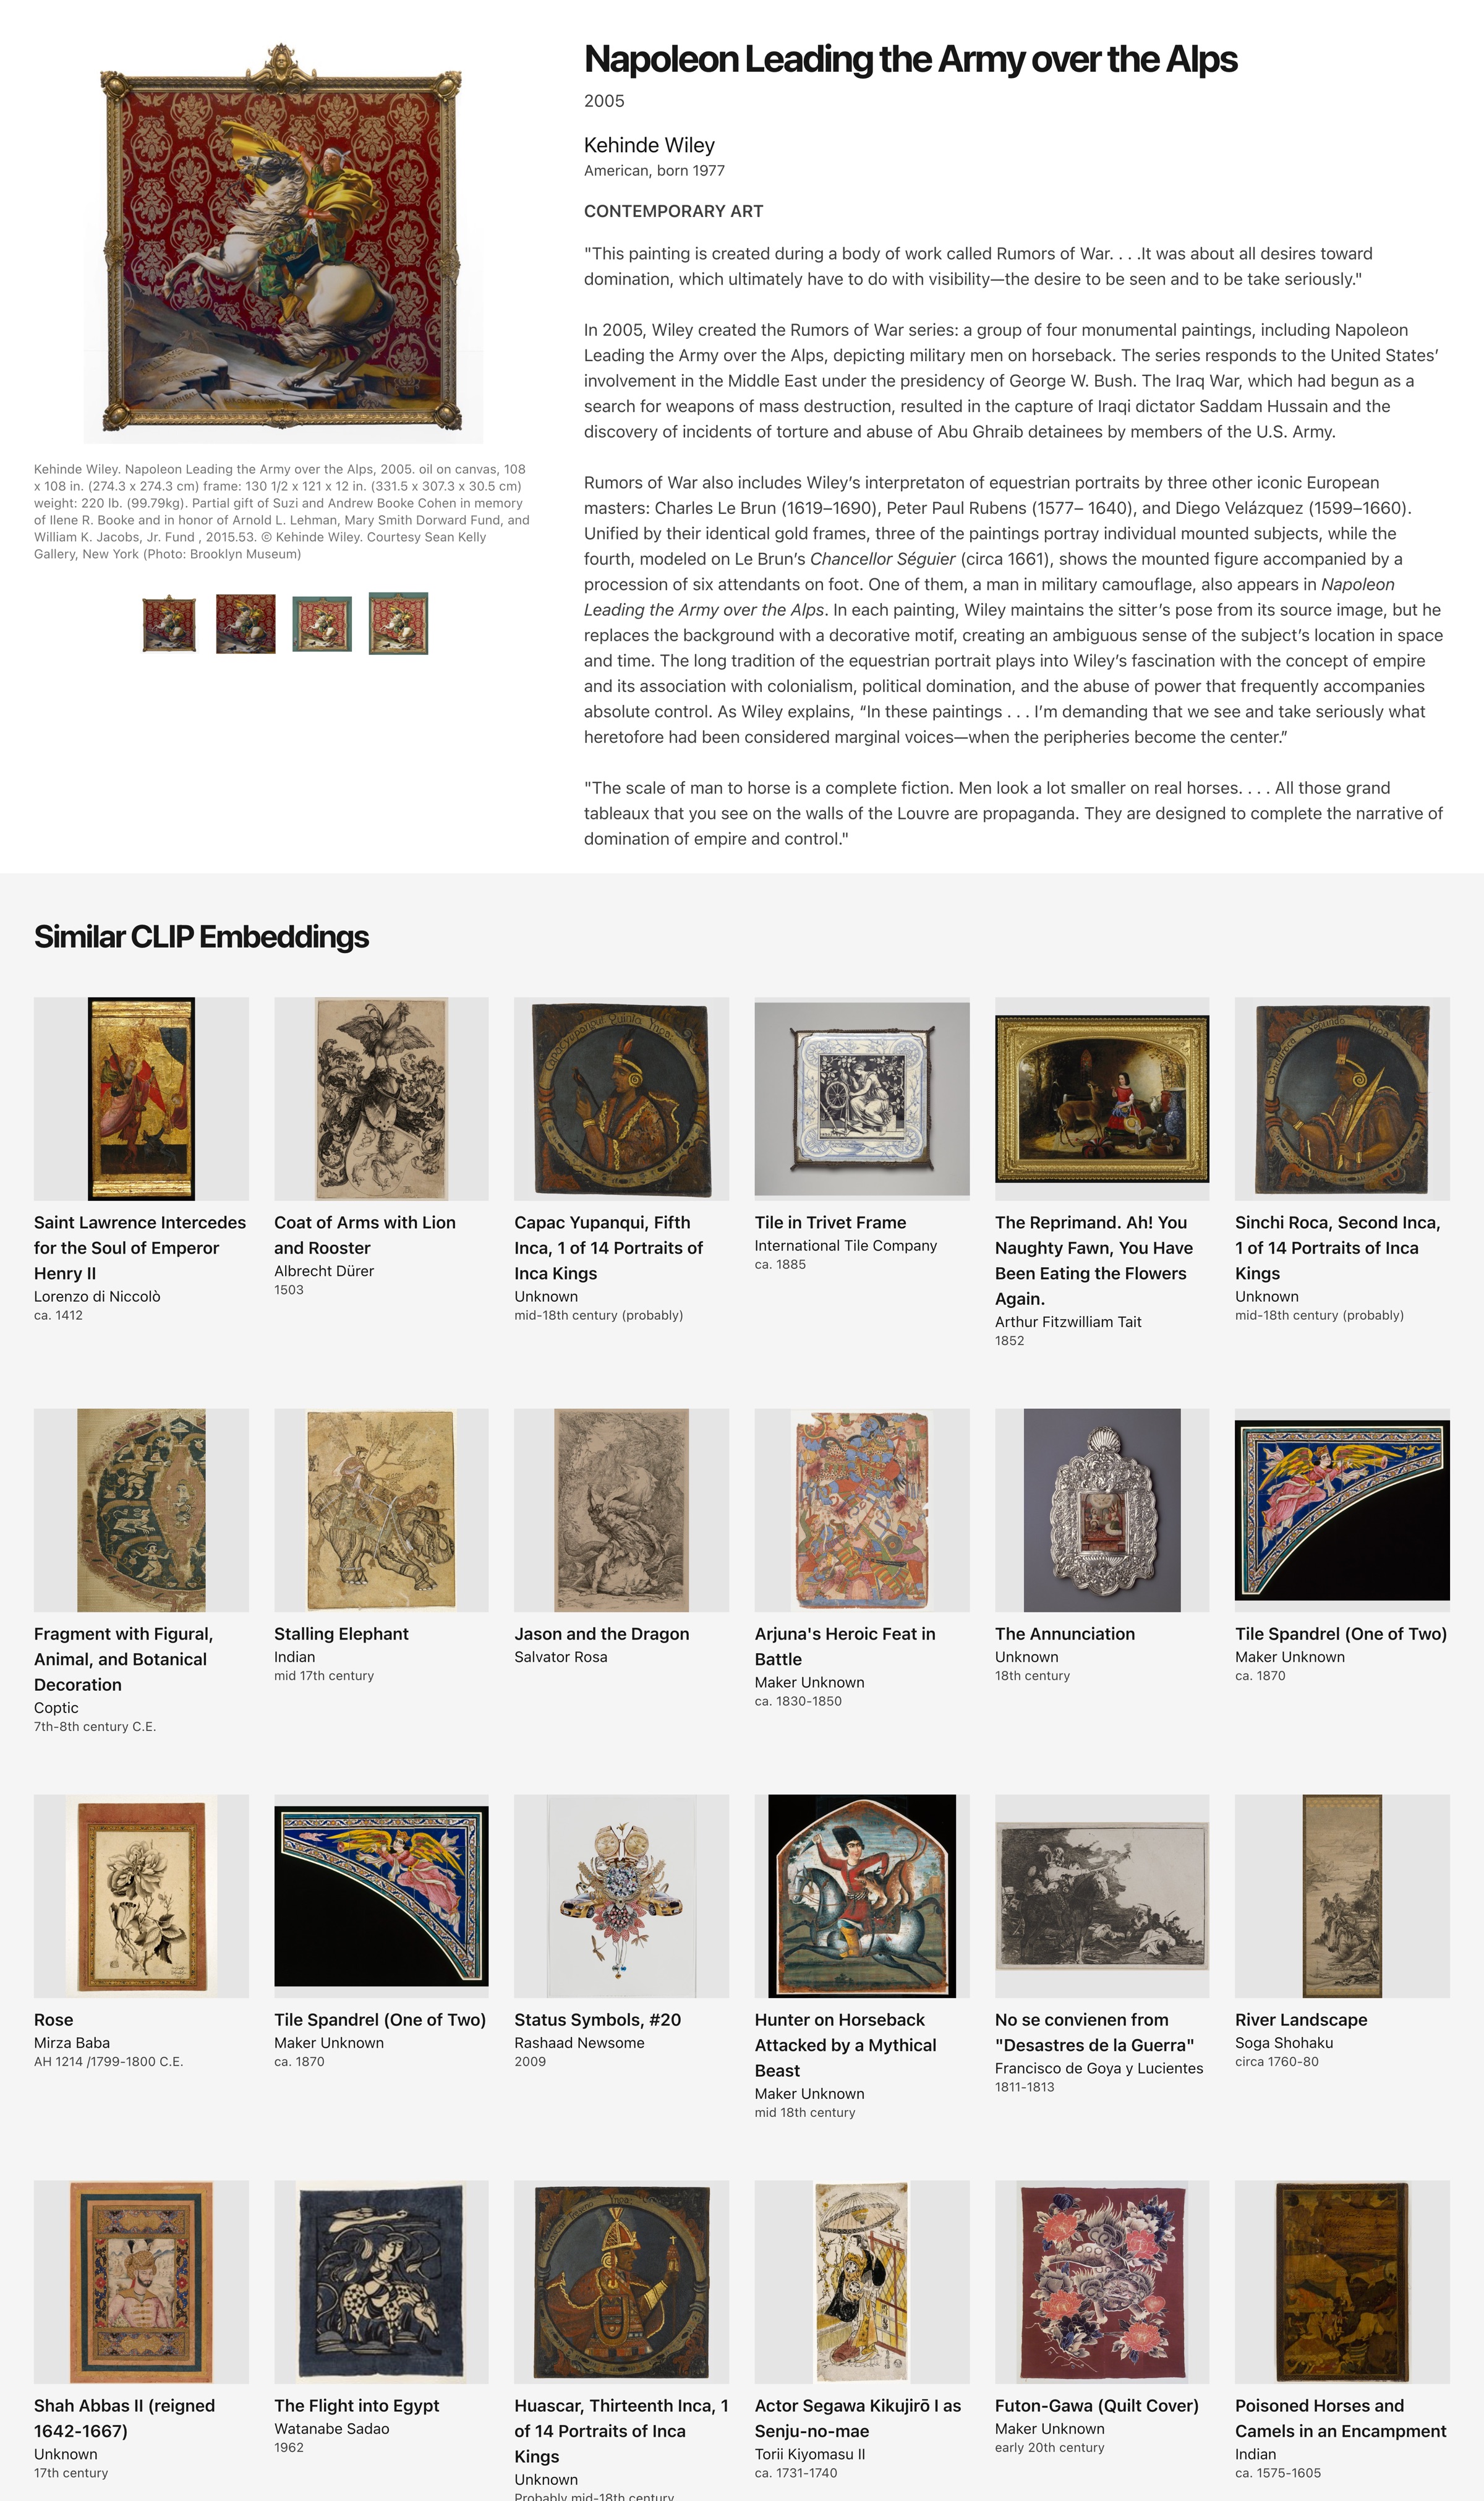 Napoleon Leading the Army over the Alps
2005
Kehinde Wiley
American, born 1977
CONTEMPORARY ART
"This painting is created during a body of work called Rumors of War. . . .It was about all desires toward
domination, which ultimately have to do with visibility—the desire to be seen and to be take seriously."
In 2005, Wiley created the Rumors of War series: a group of four monumental paintings, including Napoleon
Leading the Army over the Alps, depicting military men on horseback. The series responds to the United States’
involvement in the Middle East under the presidency of George W. Bush. The Iraq War, which had begun as a
search for weapons of mass destruction, resulted in the capture of Iraqi dictator Saddam Hussain and the
discovery of incidents of torture and abuse of Abu Ghraib detainees by members of the U.S. Army.
Rumors of War also includes Wiley’s interpretaton of equestrian portraits by three other iconic European
masters: Charles Le Brun (1619–1690), Peter Paul Rubens (1577– 1640), and Diego Velázquez (1599–1660).
Unified by their identical gold frames, three of the paintings portray individual mounted subjects, while the
fourth, modeled on Le Brun’s Chancellor Séguier (circa 1661), shows the mounted figure accompanied by a
procession of six attendants on foot. One of them, a man in military camouflage, also appears in Napoleon
Leading the Army over the Alps. In each painting, Wiley maintains the sitter’s pose from its source image, but he
replaces the background with a decorative motif, creating an ambiguous sense of the subject’s location in space
and time. The long tradition of the equestrian portrait plays into Wiley’s fascination with the concept of empire
and its association with colonialism, political domination, and the abuse of power that frequently accompanies
absolute control. As Wiley explains, “In these paintings . . . I’m demanding that we see and take seriously what
heretofore had been considered marginal voices—when the peripheries become the center.”
"The scale of man to horse is a complete fiction. Men look a lot smaller on real horses. . . . All those grand
tableaux that you see on the walls of the Louvre are propaganda. They are designed to complete the narrative of
domination of empire and control."
Kehinde Wiley. Napoleon Leading the Army over the Alps, 2005. oil on canvas, 108
x 108 in. (274.3 x 274.3 cm) frame: 130 1/2 x 121 x 12 in. (331.5 x 307.3 x 30.5 cm)
weight: 220 lb. (99.79kg). Partial gift of Suzi and Andrew Booke Cohen in memory
of Ilene R. Booke and in honor of Arnold L. Lehman, Mary Smith Dorward Fund, and
William K. Jacobs, Jr. Fund , 2015.53. © Kehinde Wiley. Courtesy Sean Kelly
Gallery, New York (Photo: Brooklyn Museum)
Similar CLIP Embeddings
Saint Lawrence Intercedes
for the Soul of Emperor
Henry II
Lorenzo di Niccolò
ca. 1412
Coat of Arms with Lion
and Rooster
Albrecht Dürer
1503
Capac Yupanqui, Fifth
Inca, 1 of 14 Portraits of
Inca Kings
Unknown
mid-18th century (probably)
Tile in Trivet Frame
International Tile Company
ca. 1885
The Reprimand. Ah! You
Naughty Fawn, You Have
Been Eating the Flowers
Again.
Arthur Fitzwilliam Tait
1852
Sinchi Roca, Second Inca,
1 of 14 Portraits of Inca
Kings
Unknown
mid-18th century (probably)
Fragment with Figural,
Animal, and Botanical
Decoration
Coptic
7th-8th century C.E.
Stalling Elephant
Indian
mid 17th century
Jason and the Dragon
Salvator Rosa
Arjuna's Heroic Feat in
Battle
Maker Unknown
ca. 1830-1850
The Annunciation
Unknown
18th century
Tile Spandrel (One of Two)
Maker Unknown
ca. 1870
Rose
Mirza Baba
AH 1214 /1799-1800 C.E.
Tile Spandrel (One of Two)
Maker Unknown
ca. 1870
Status Symbols, #20
Rashaad Newsome
2009
Hunter on Horseback
Attacked by a Mythical
Beast
Maker Unknown
mid 18th century
No se convienen from
"Desastres de la Guerra"
Francisco de Goya y Lucientes
1811-1813
River Landscape
Soga Shohaku
circa 1760-80
Shah Abbas II (reigned
1642-1667)
Unknown
17th century
The Flight into Egypt
Watanabe Sadao
1962
Huascar, Thirteenth Inca, 1
of 14 Portraits of Inca
Kings
Unknown
Probably mid-18th century
Actor Segawa Kikujirō I as
Senju-no-mae
Torii Kiyomasu II
ca. 1731-1740
Futon-Gawa (Quilt Cover)
Maker Unknown
early 20th century
Poisoned Horses and
Camels in an Encampment
Indian
ca. 1575-1605